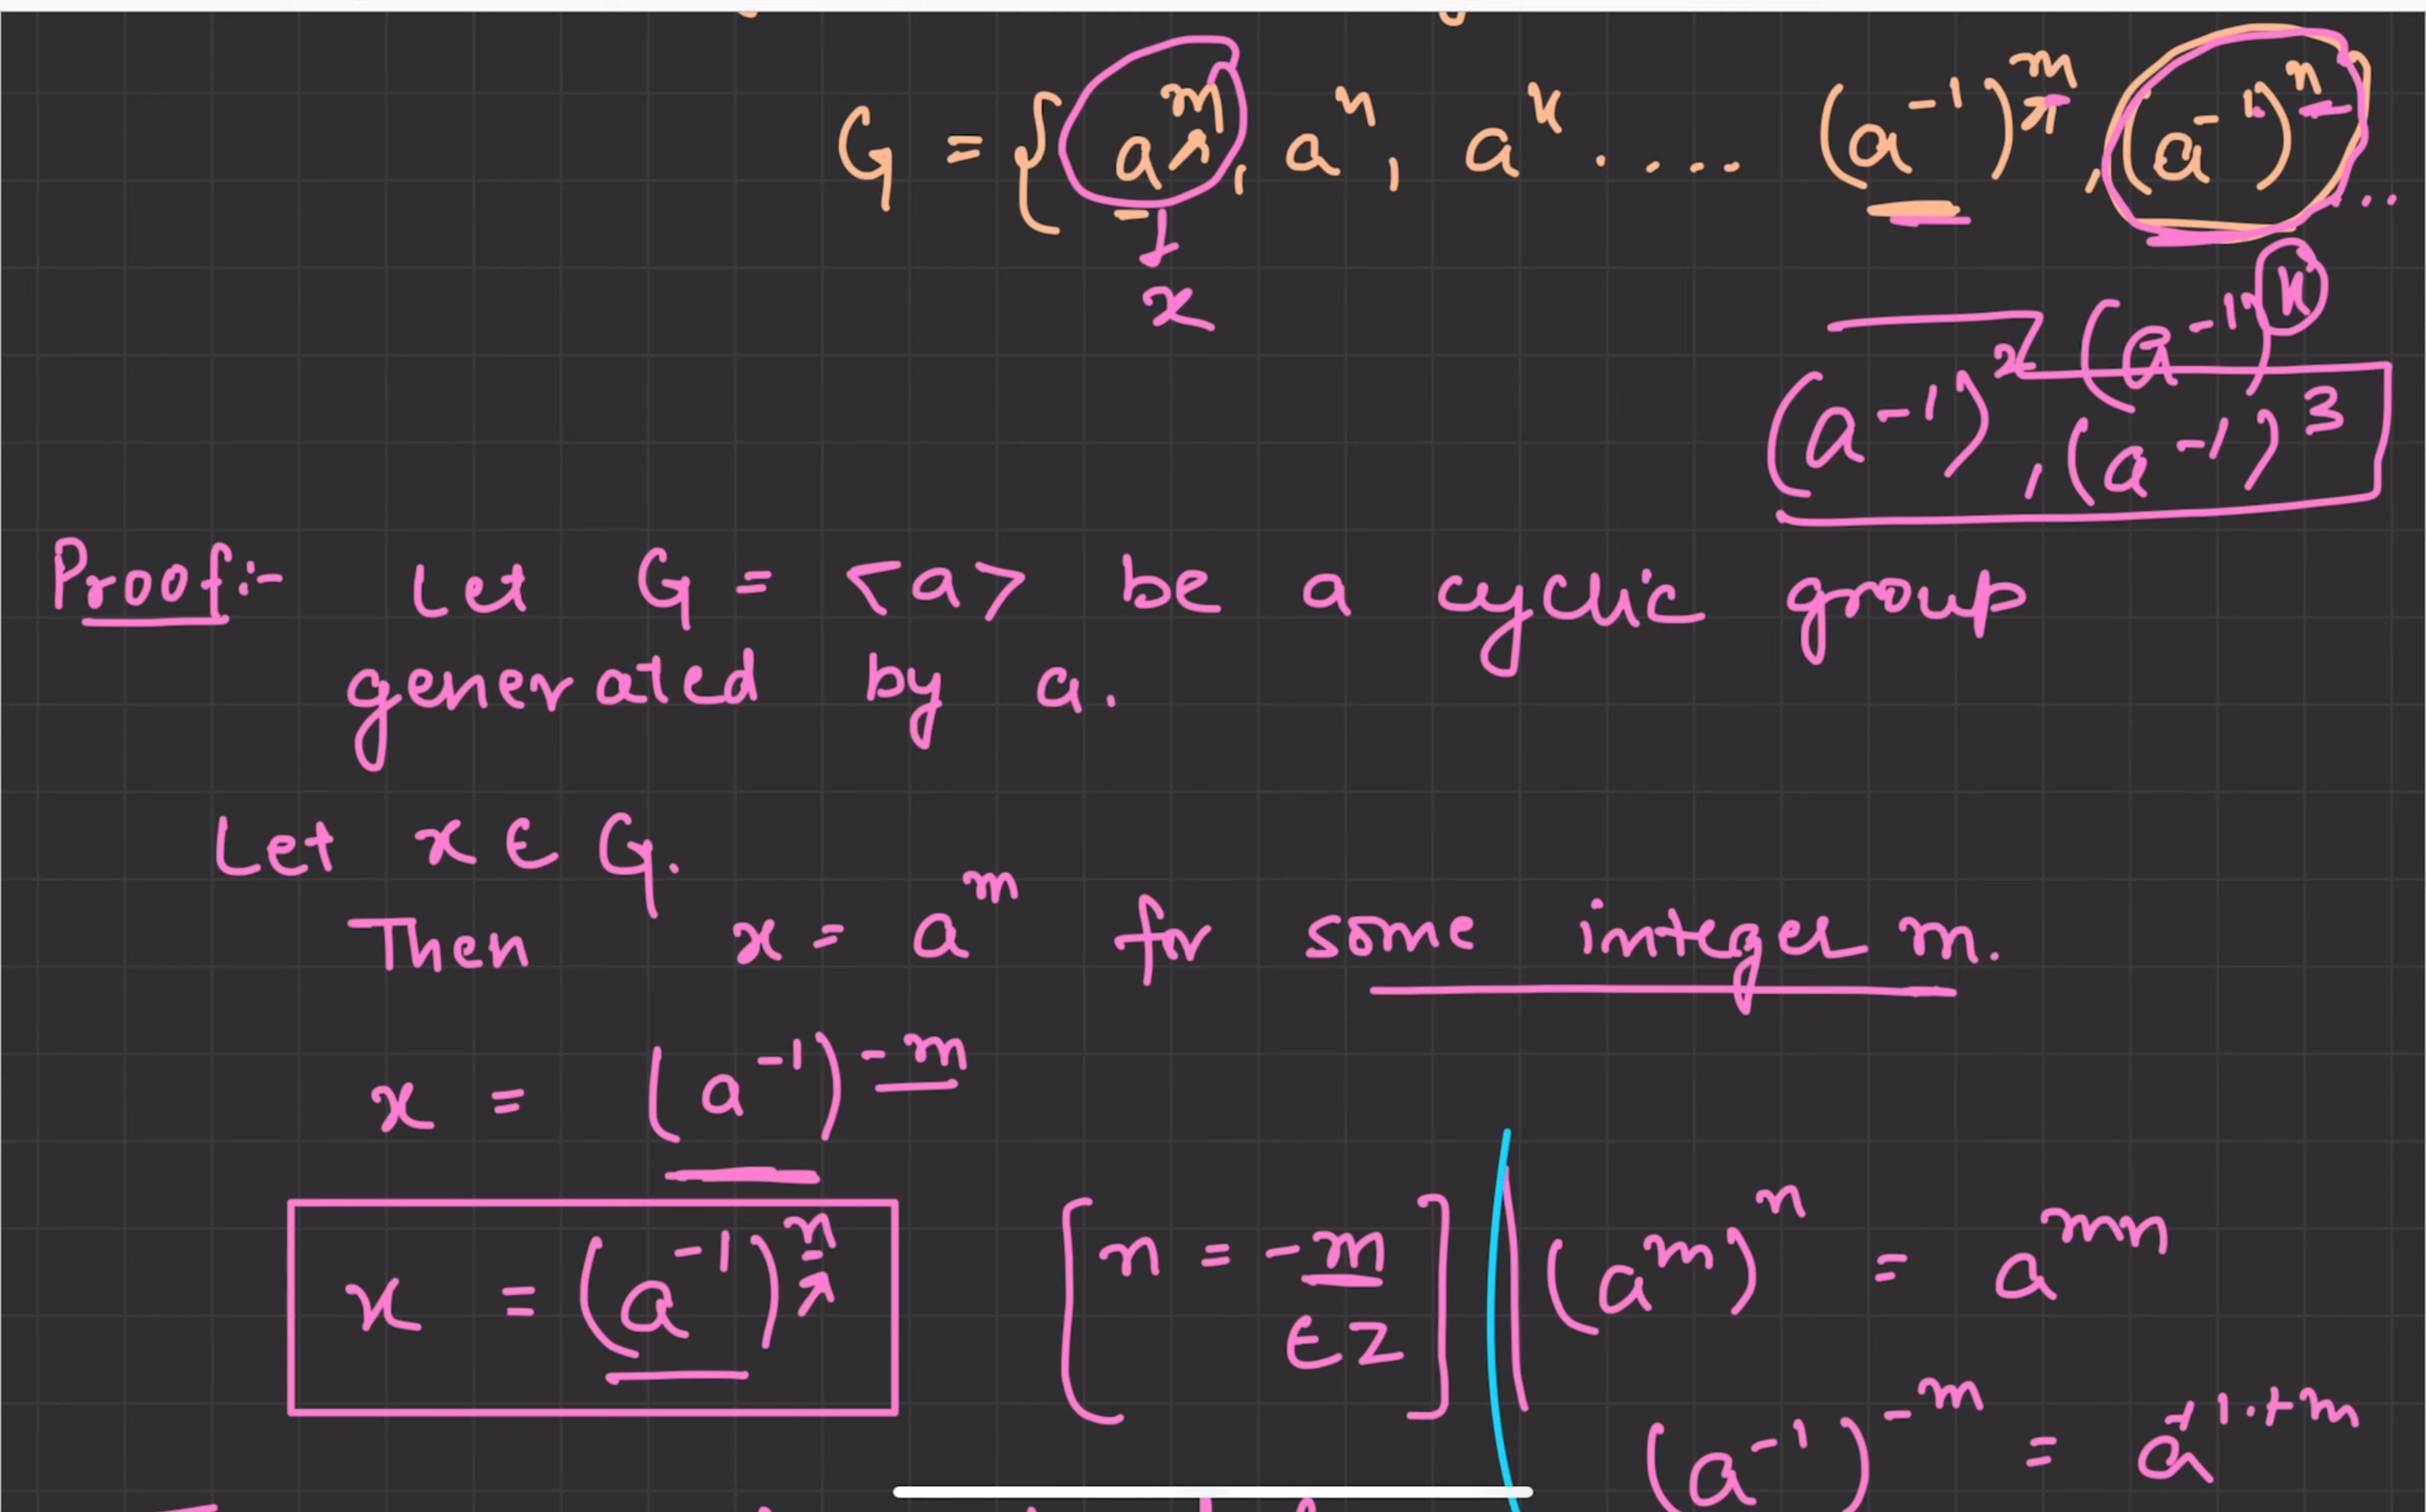 G = { a^m, a^n, a^k . .... (a^-1)^m, (a^-1)^n ...
x
(a^-1)^n
(a^-1)^2, (a^-1)^3
Proof:- Let G = <a> be a cyclic group
generated by a.
Let x ∈ G.
Then x = a^m for some integer m.
x = (a^-1)^-m
x = (a^-1)^n [n = -m ∈ Z] (a^m)^n = a^mn
(a^-1)^-m = a^+1·+m